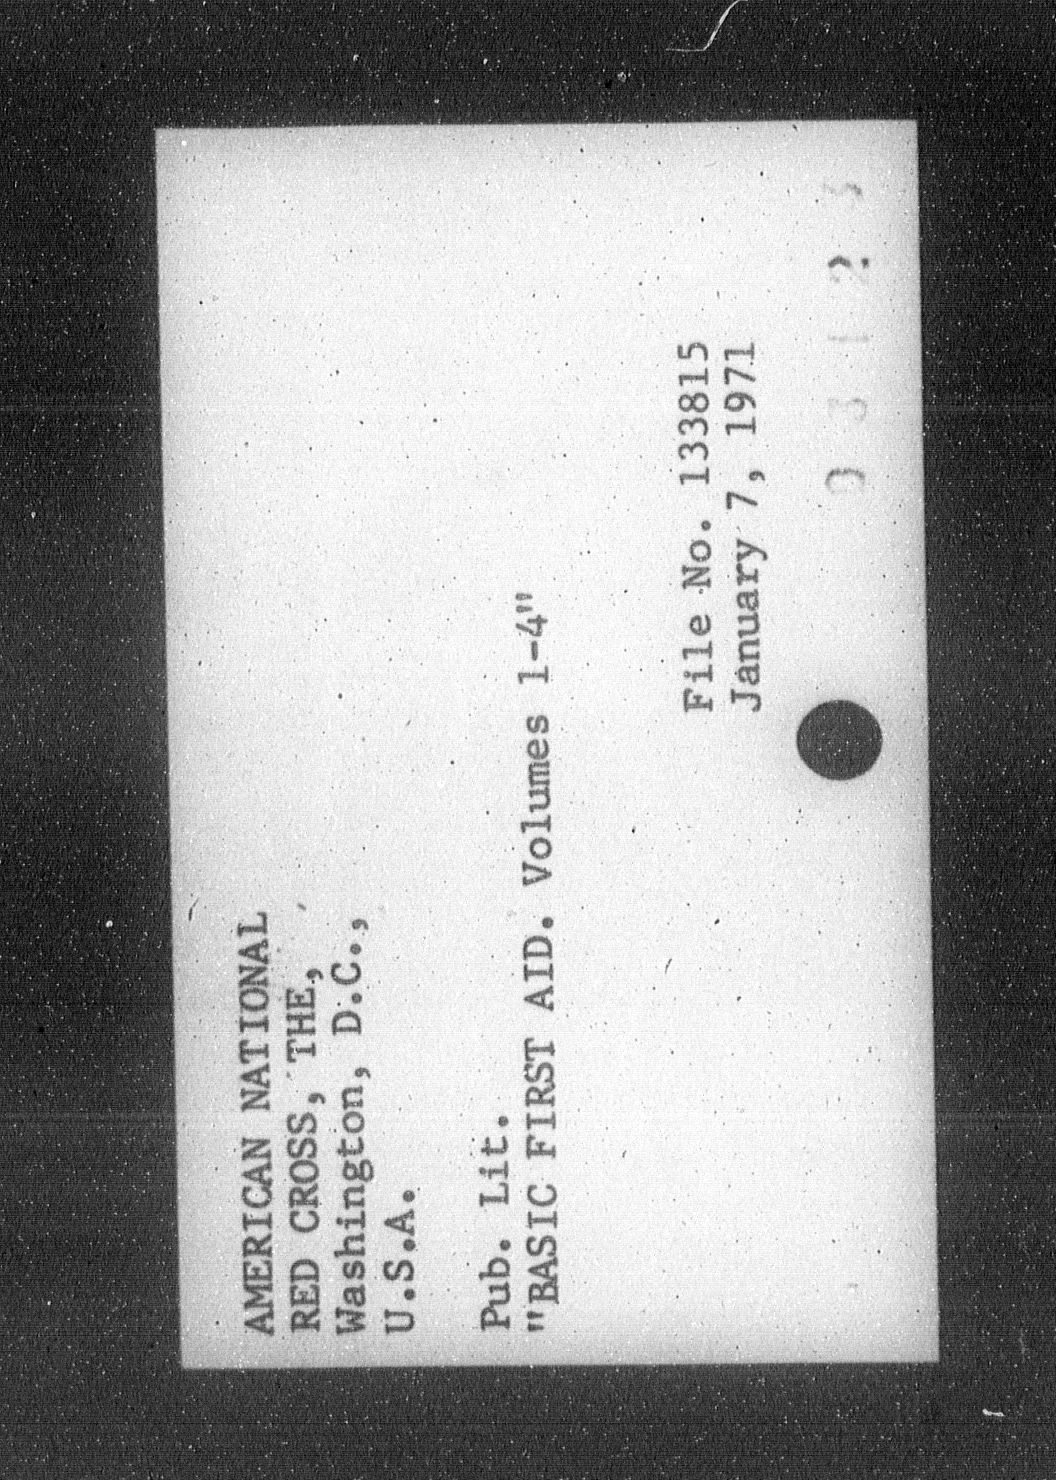 AMERICAN NATIONAL
RED CROSS, THE,
Washington, D.C.,
U.S.A.
Pub. Lit.
"BASIC FIRST AID. Volumes 1-4"
File No. 133815
January 7, 1971